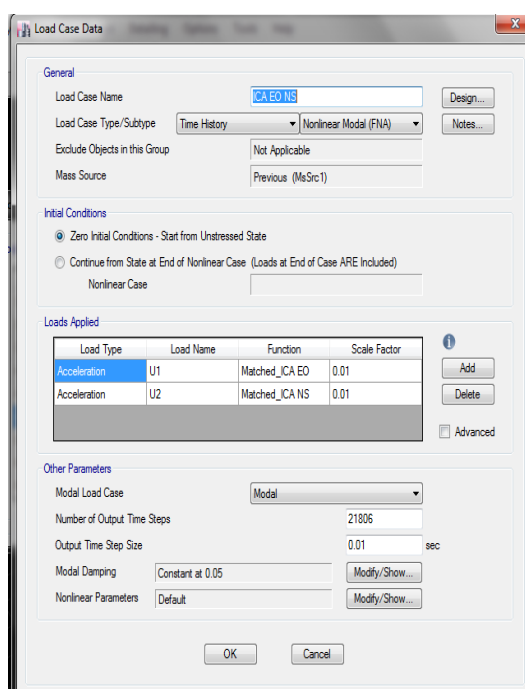 Load Case Data
General
Load Case Name ICA EO NS Design...
Load Case Type/Subtype Time History Nonlinear Modal (FNA) Notes...
Exclude Objects in this Group Not Applicable
Mass Source Previous (MsSrc1)
Initial Conditions
Zero Initial Conditions - Start from Unstressed State
Continue from State at End of Nonlinear Case (Loads at End of Case ARE Included)
Nonlinear Case
Loads Applied
Load Type Load Name Function Scale Factor
Acceleration U1 Matched_ICA EO 0.01 Add
Acceleration U2 Matched_ICA NS 0.01 Delete
Advanced
Other Parameters
Modal Load Case Modal
Number of Output Time Steps 21806
Output Time Step Size 0.01 sec
Modal Damping Constant at 0.05 Modify/Show...
Nonlinear Parameters Default Modify/Show...
OK Cancel